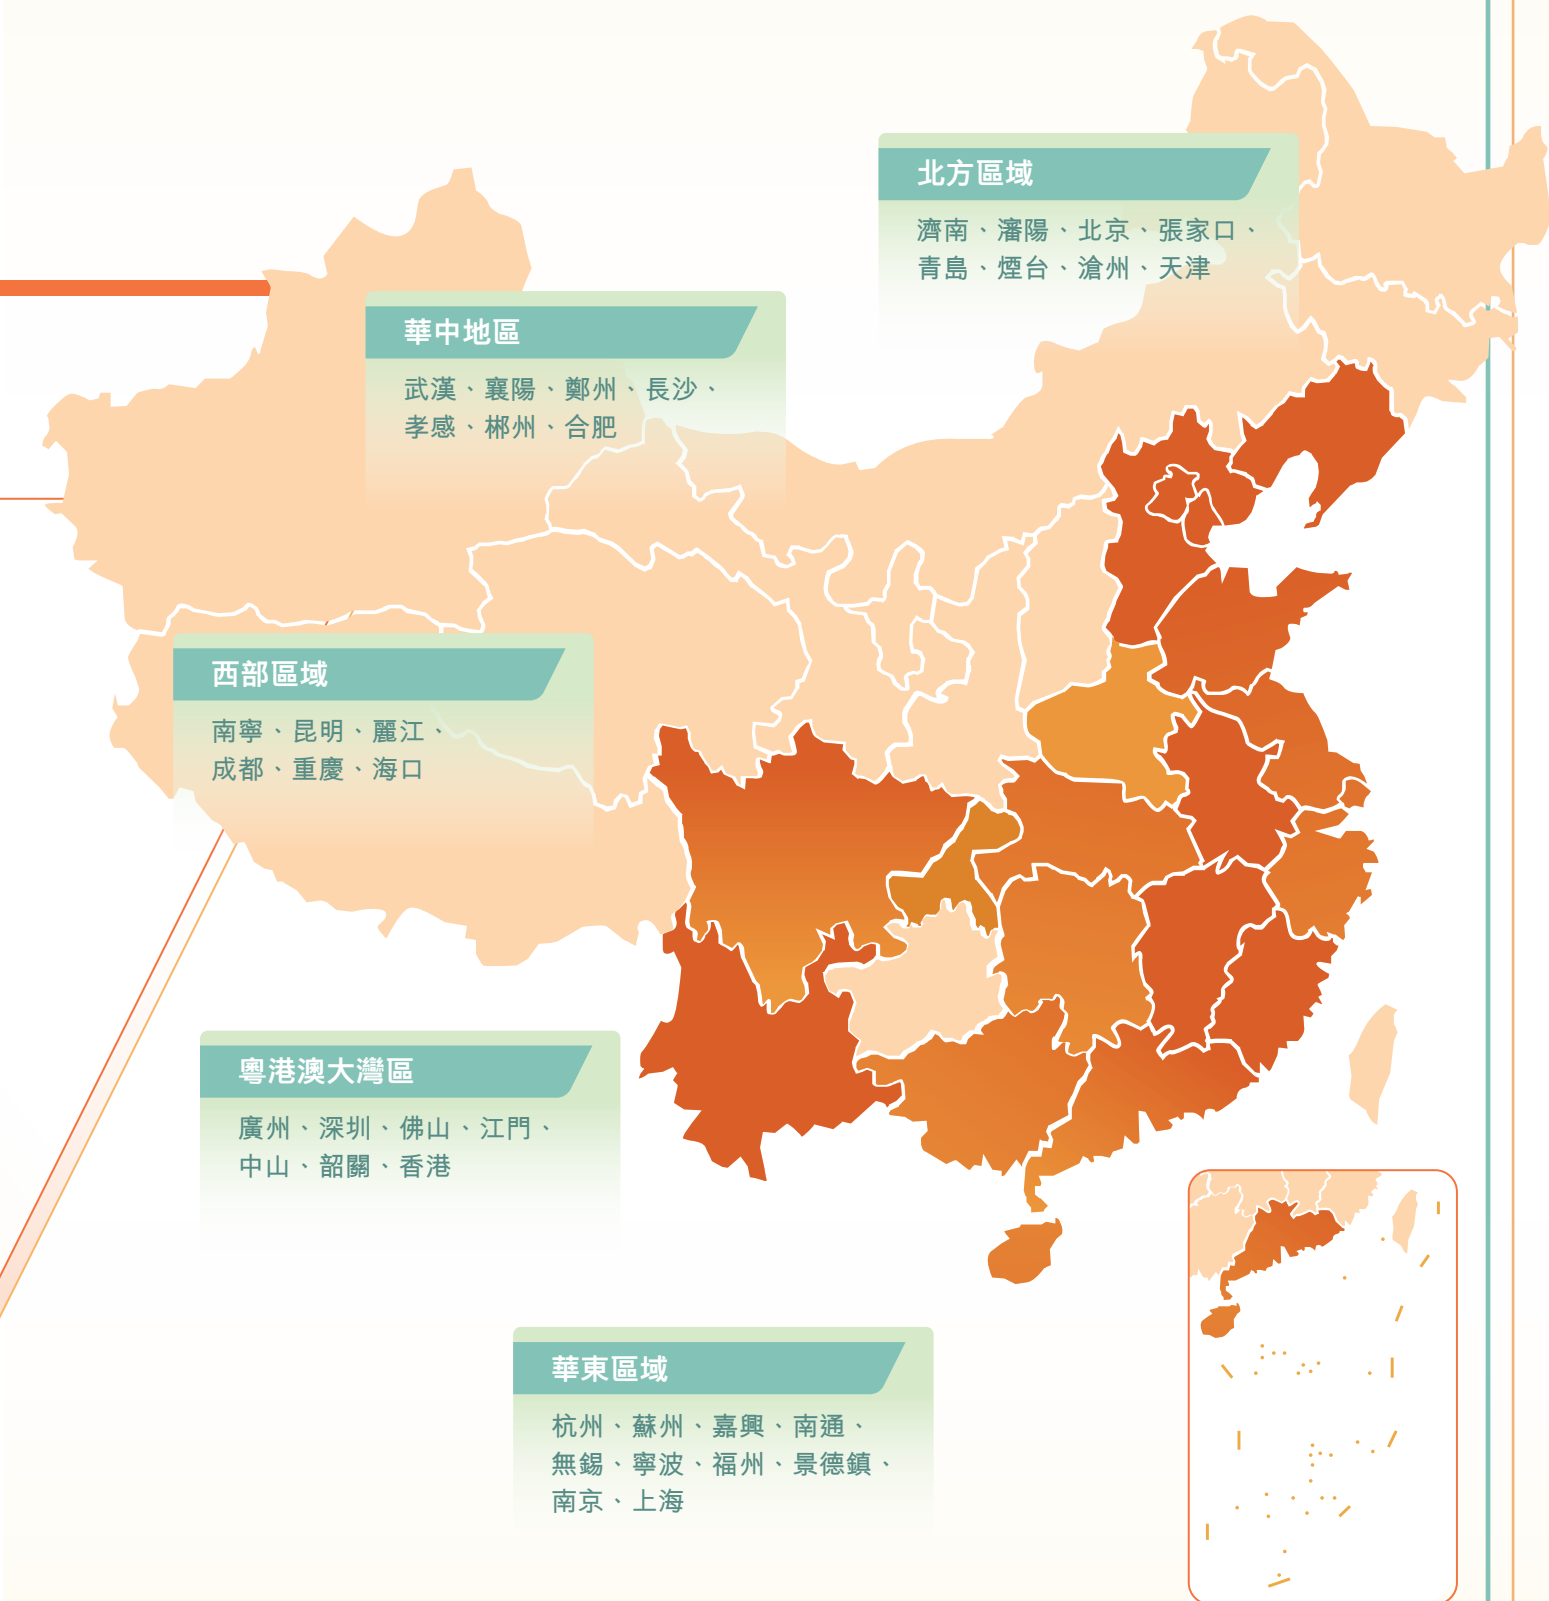 北方區域
濟南、瀋陽、北京、張家口、
青島、煙台、滄州、天津
華中地區
武漢、襄陽、鄭州、長沙、
孝感、郴州、合肥
西部區域
南寧、昆明、麗江、
成都、重慶、海口
粵港澳大灣區
廣州、深圳、佛山、江門、
中山、韶關、香港
華東區域
杭州、蘇州、嘉興、南通、
無錫、寧波、福州、景德鎮、
南京、上海